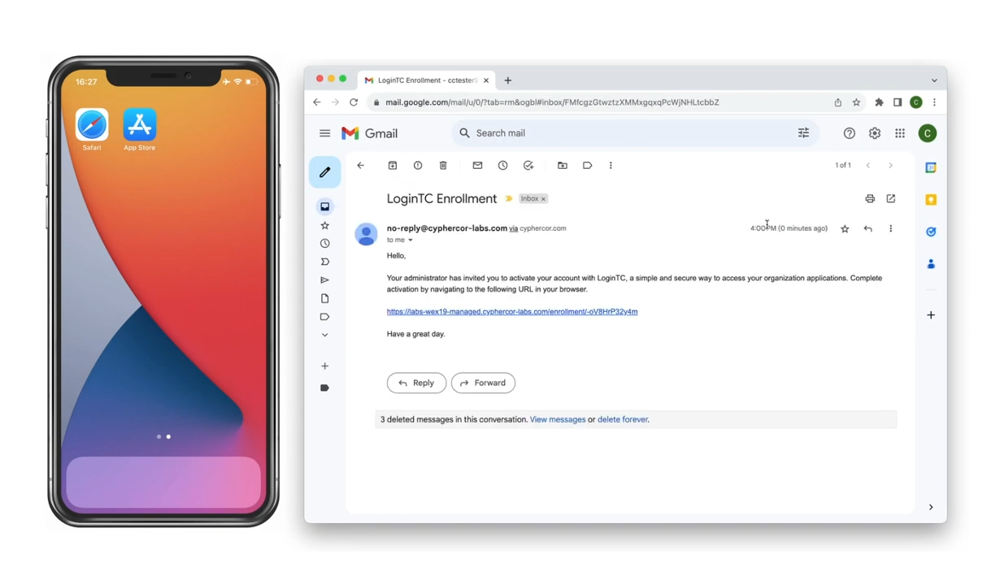 16:27
Safari
App Store
LoginTC Enrollment - cctester
mail.google.com/mail/u/0/?tab=rm&ogbl#inbox/FMfcgzGtwztzXMMxgqxqPcWjNHLtcbbZ
C
Gmail
Search mail
C
1 of 1
LoginTC Enrollment
Inbox x
no-reply@cyphercor-labs.com via cyphercor.com
4:00PM (0 minutes ago)
to me
Hello,
Your administrator has invited you to activate your account with LoginTC, a simple and secure way to access your organization applications. Complete
activation by navigating to the following URL in your browser.
https://labs-wex19-managed.cyphercor-labs.com/enrollment/-oV8HrP32y4m
Have a great day.
Reply
Forward
3 deleted messages in this conversation. View messages or delete forever.